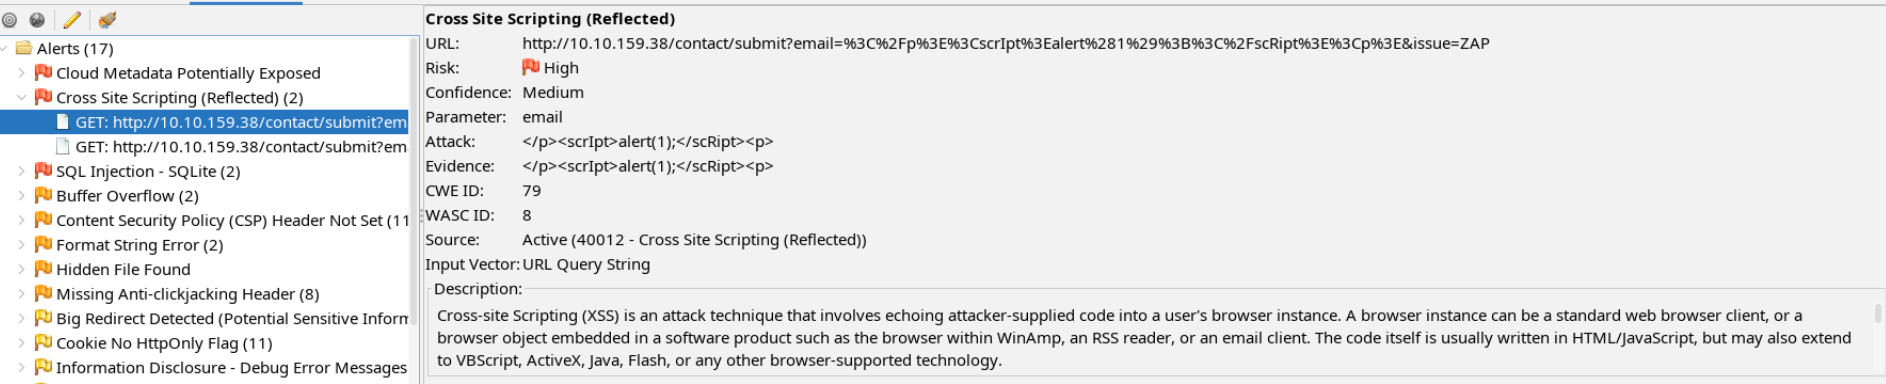 Alerts (17)
Cloud Metadata Potentially Exposed
Cross Site Scripting (Reflected) (2)
GET: http://10.10.159.38/contact/submit?em
GET: http://10.10.159.38/contact/submit?em
SQL Injection - SQLite (2)
Buffer Overflow (2)
Content Security Policy (CSP) Header Not Set (11
Format String Error (2)
Hidden File Found
Missing Anti-clickjacking Header (8)
Big Redirect Detected (Potential Sensitive Inform
Cookie No HttpOnly Flag (11)
Information Disclosure - Debug Error Messages
Cross Site Scripting (Reflected)
URL: http://10.10.159.38/contact/submit?email=%3C%2Fp%3E%3CscrIpt%3Ealert%281%29%3B%3C%2FscRipt%3E%3Cp%3E&issue=ZAP
Risk: High
Confidence: Medium
Parameter: email
Attack: </p><scrIpt>alert(1);</scRipt><p>
Evidence: </p><scrIpt>alert(1);</scRipt><p>
CWE ID: 79
WASC ID: 8
Source: Active (40012 - Cross Site Scripting (Reflected))
Input Vector: URL Query String
Description:
Cross-site Scripting (XSS) is an attack technique that involves echoing attacker-supplied code into a user's browser instance. A browser instance can be a standard web browser client, or a
browser object embedded in a software product such as the browser within WinAmp, an RSS reader, or an email client. The code itself is usually written in HTML/JavaScript, but may also extend
to VBScript, ActiveX, Java, Flash, or any other browser-supported technology.